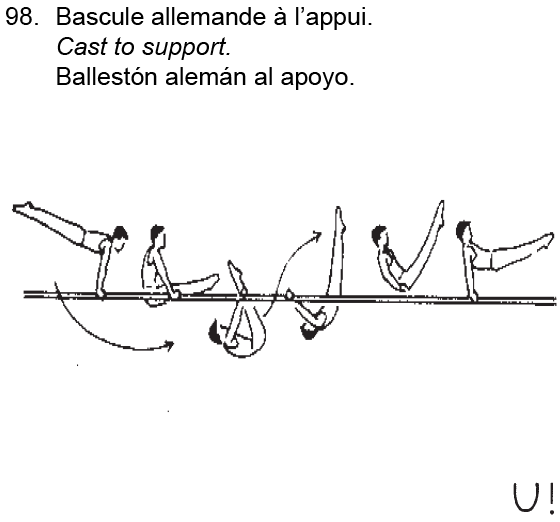 98. Bascule allemande à l’appui.
Cast to support.
Ballestón alemán al apoyo.
U!